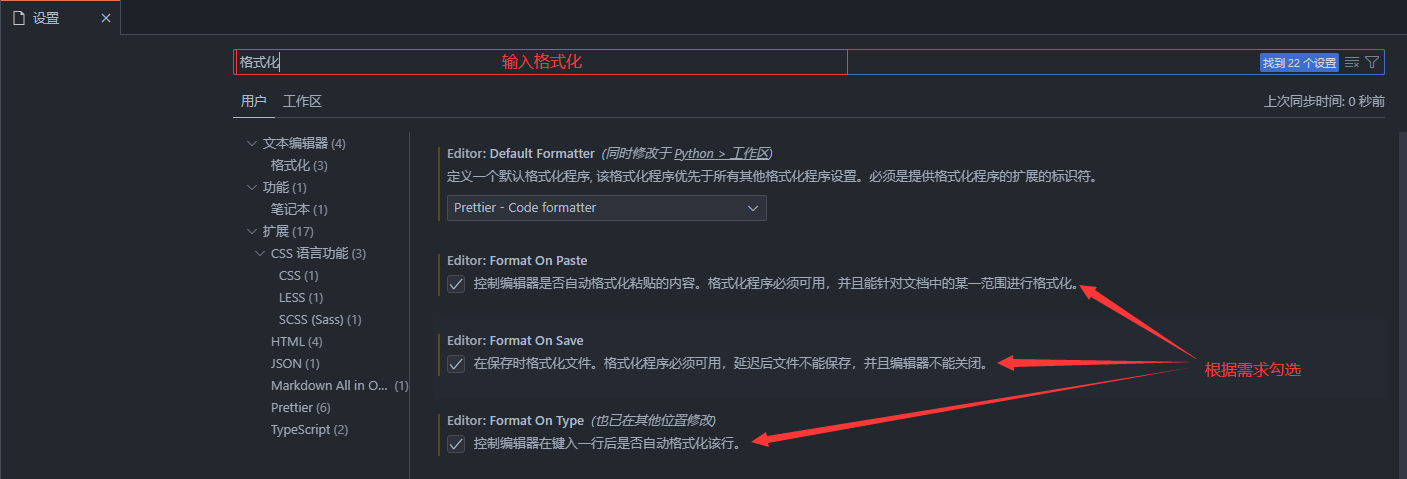 设置
格式化 输入格式化 找到 22 个设置
用户 工作区 上次同步时间: 0 秒前
文本编辑器 (4)
格式化 (3)
功能 (1)
笔记本 (1)
扩展 (17)
CSS 语言功能 (3)
CSS (1)
LESS (1)
SCSS (Sass) (1)
HTML (4)
JSON (1)
Markdown All in O... (1)
Prettier (6)
TypeScript (2)
Editor: Default Formatter (同时修改于 Python > 工作区)
定义一个默认格式化程序, 该格式化程序优先于所有其他格式化程序设置。必须是提供格式化程序的扩展的标识符。
Prettier - Code formatter
Editor: Format On Paste
控制编辑器是否自动格式化粘贴的内容。格式化程序必须可用，并且能针对文档中的某一范围进行格式化。
Editor: Format On Save
在保存时格式化文件。格式化程序必须可用，延迟后文件不能保存，并且编辑器不能关闭。
根据需求勾选
Editor: Format On Type (也已在其他位置修改)
控制编辑器在键入一行后是否自动格式化该行。